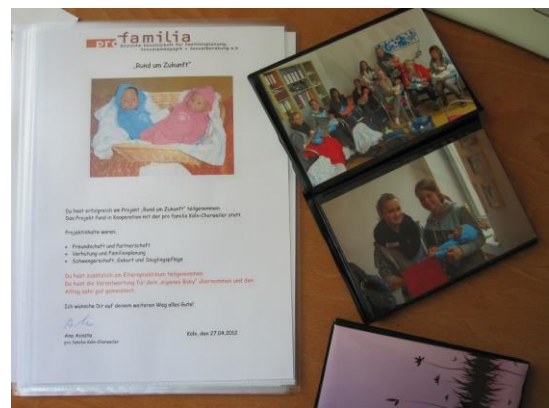 pro familia
Deutsche Gesellschaft für Familienplanung,
Sexualpädagogik u. Sexualberatung e.V.
„Rund um Zukunft“
Du hast erfolgreich am Projekt „Rund um Zukunft“ teilgenommen.
Das Projekt fand in Kooperation mit der pro familia Köln-Chorweiler statt.
Projektinhalte waren:
• Freundschaft und Partnerschaft
• Verhütung und Familienplanung
• Schwangerschaft, Geburt und Säuglingspflege
Du hast zusätzlich am Elternpraktikum teilgenommen.
Du hast die Verantwortung für dein „eigenes Baby“ übernommen und den
Alltag sehr gut gemeistert.
Ich wünsche Dir auf deinem weiteren Weg alles Gute!
Köln, den 27.04.2012
pro familia Köln-Chorweiler